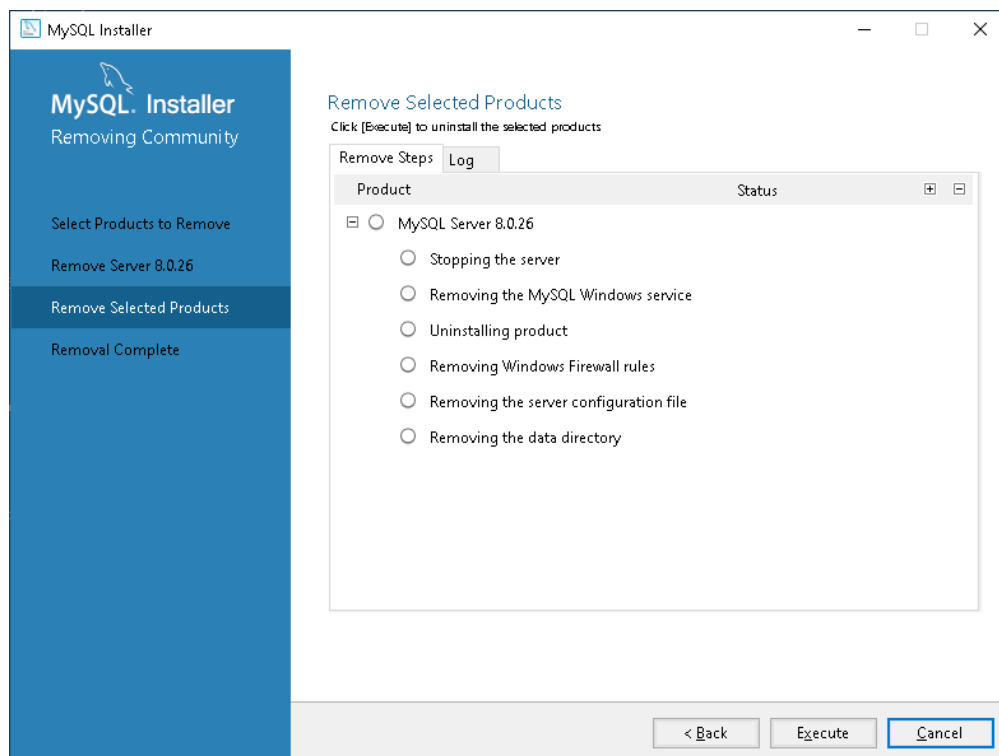 MySQL Installer
MySQL. Installer
Removing Community
Select Products to Remove
Remove Server 8.0.26
Remove Selected Products
Removal Complete
Remove Selected Products
Click [Execute] to uninstall the selected products
Remove Steps Log
Product Status
MySQL Server 8.0.26
Stopping the server
Removing the MySQL Windows service
Uninstalling product
Removing Windows Firewall rules
Removing the server configuration file
Removing the data directory
< Back Execute Cancel